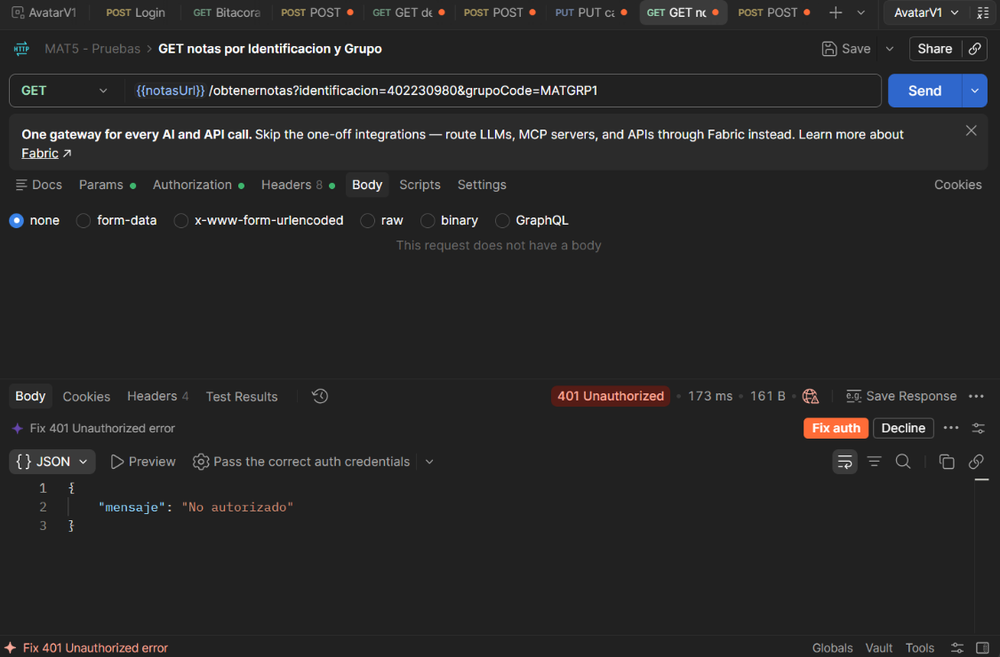 AvatarV1 POST Login GET Bitacora POST POST GET GET de POST POST PUT PUT ca GET GET no POST POST AvatarV1
HTTP MAT5 - Pruebas > GET notas por Identificacion y Grupo Save Share
GET {{notasUrl}} /obtenernotas?identificacion=402230980&grupoCode=MATGRP1 Send
One gateway for every AI and API call. Skip the one-off integrations — route LLMs, MCP servers, and APIs through Fabric instead. Learn more about
Fabric ↗
Docs Params Authorization Headers 8 Body Scripts Settings Cookies
none form-data x-www-form-urlencoded raw binary GraphQL
This request does not have a body
Body Cookies Headers 4 Test Results 401 Unauthorized • 173 ms • 161 B • e.g. Save Response •••
Fix 401 Unauthorized error Fix auth Decline •••
{} JSON Preview Pass the correct auth credentials
1 {
2 "mensaje": "No autorizado"
3 }
Fix 401 Unauthorized error Globals Vault Tools